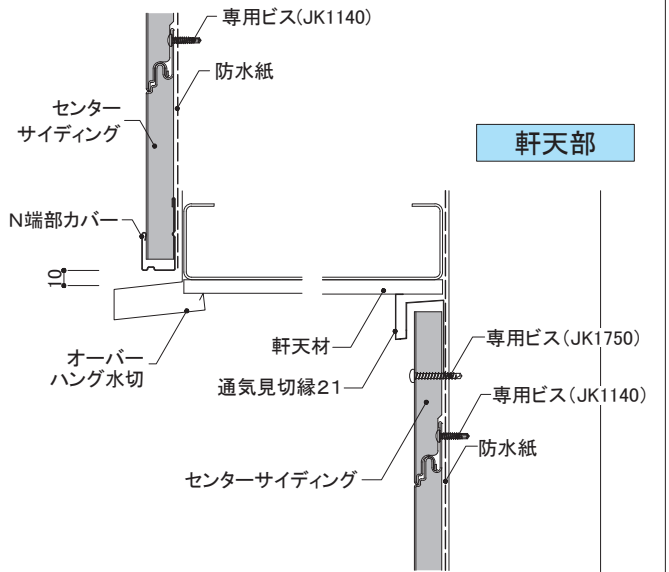 専用ビス(JK1140)
防水紙
センター
サイディング
軒天部
N端部カバー
10
オーバー
ハング水切
軒天材
通気見切縁21
専用ビス(JK1750)
専用ビス(JK1140)
防水紙
センターサイディング